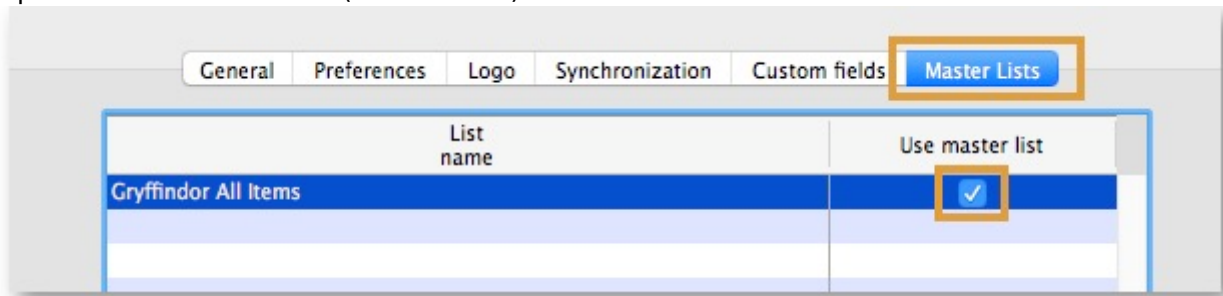 General Preferences Logo Synchronization Custom fields Master Lists
List
name
Use master list
Gryffindor All Items